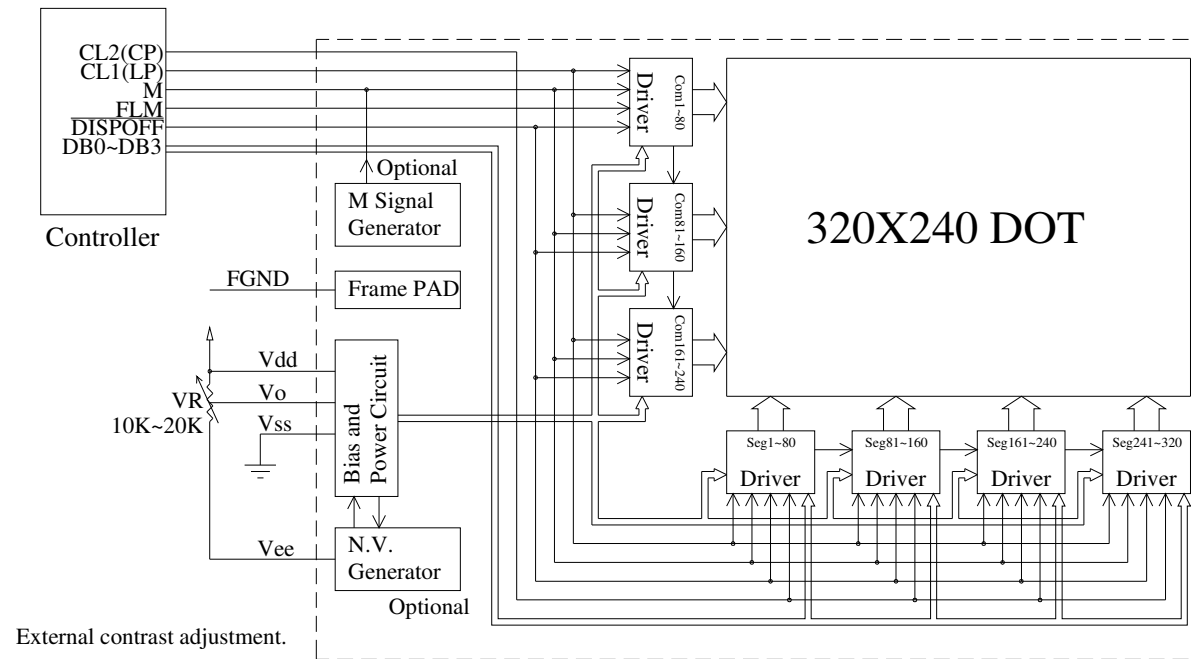 CL2(CP)
CL1(LP)
M
FLM
DISPOFF
DB0~DB3
Controller
Optional
M Signal
Generator
FGND
Frame PAD
Vdd
Vo
Vss
VR
10K~20K
Bias and
Power Circuit
Vee
N.V.
Generator
Optional
External contrast adjustment.
Driver
Com1~80
Driver
Com81~160
Driver
Com161~240
320X240 DOT
Seg1~80
Driver
Seg81~160
Driver
Seg161~240
Driver
Seg241~320
Driver